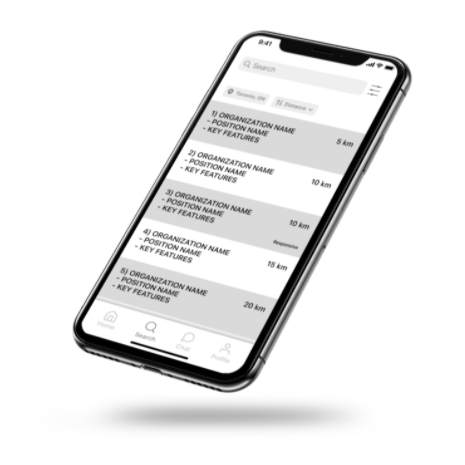 9:41
Search
Toronto, ON
Distance
1) ORGANIZATION NAME
- POSITION NAME
- KEY FEATURES
5 km
2) ORGANIZATION NAME
- POSITION NAME
- KEY FEATURES
10 km
3) ORGANIZATION NAME
- POSITION NAME
- KEY FEATURES
10 km
Responsive
4) ORGANIZATION NAME
- POSITION NAME
- KEY FEATURES
15 km
5) ORGANIZATION NAME
- POSITION NAME
- KEY FEATURES
20 km
Home
Search
Chat
Profile